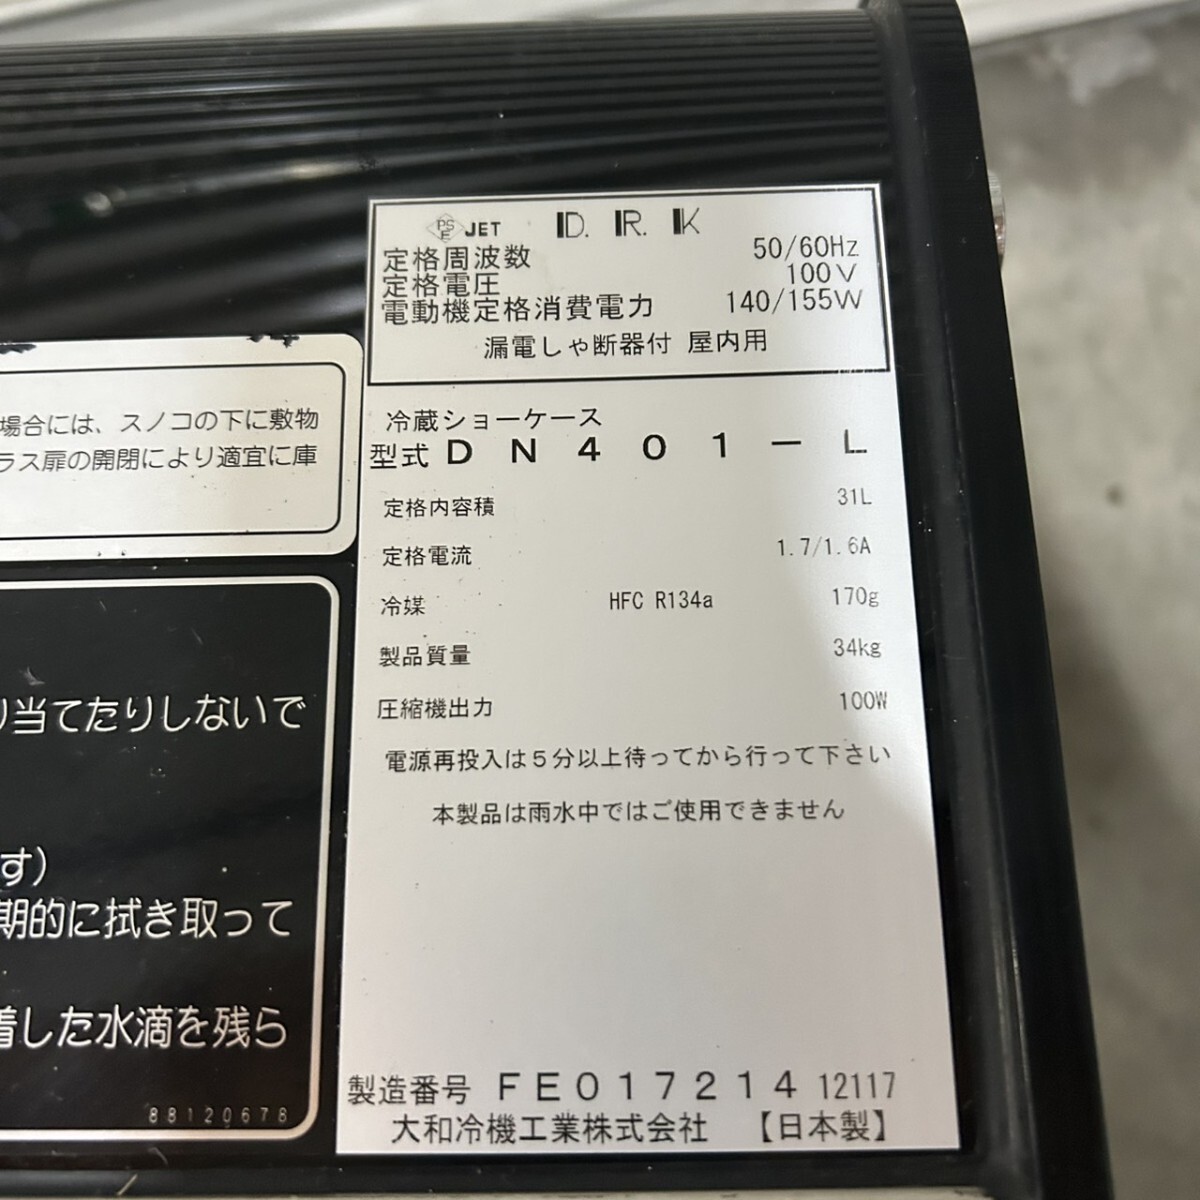 PS
E
JET D.R.K
定格周波数 50/60Hz
定格電圧 100V
電動機定格消費電力 140/155W
漏電しゃ断器付 屋内用
冷蔵ショーケース
型式 DN401-L
定格内容積 31L
定格電流 1.7/1.6A
冷媒 HFC R134a 170g
製品質量 34kg
圧縮機出力 100W
電源再投入は5分以上待ってから行って下さい
本製品は雨水中ではご使用できません
製造番号 FE017214 12117
大和冷機工業株式会社 【日本製】
場合には、スノコの下に敷物
ラス扉の開閉により適宜に庫
り当てたりしないで
す)
期的に拭き取って
着した水滴を残ら
88120678